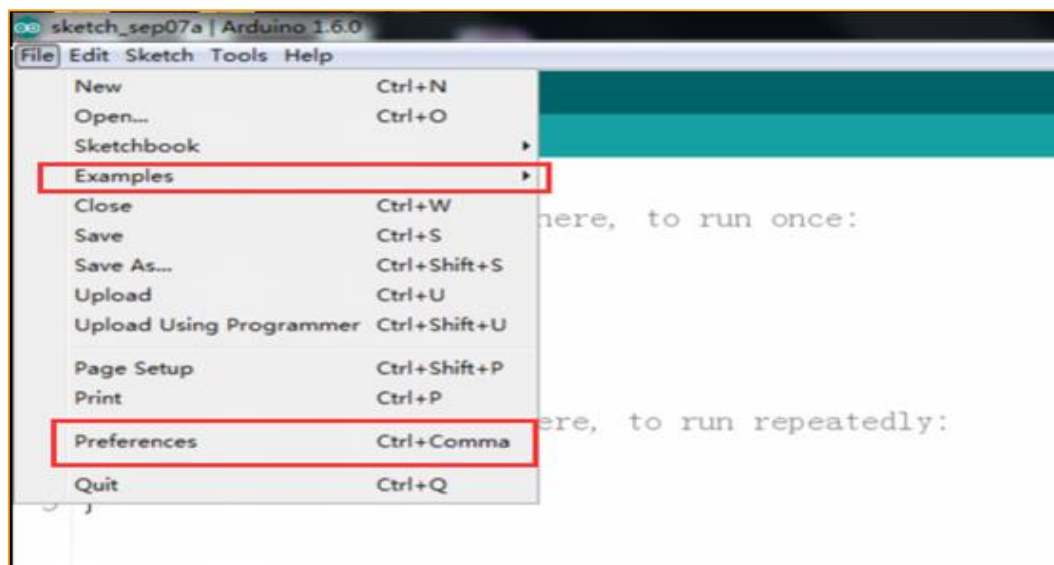 sketch_sep07a | Arduino 1.6.0
File Edit Sketch Tools Help
New Ctrl+N
Open... Ctrl+O
Sketchbook
Examples
Close Ctrl+W
here, to run once:
Save Ctrl+S
Save As... Ctrl+Shift+S
Upload Ctrl+U
Upload Using Programmer Ctrl+Shift+U
Page Setup Ctrl+Shift+P
Print Ctrl+P
ere, to run repeatedly:
Preferences Ctrl+Comma
Quit Ctrl+Q
}